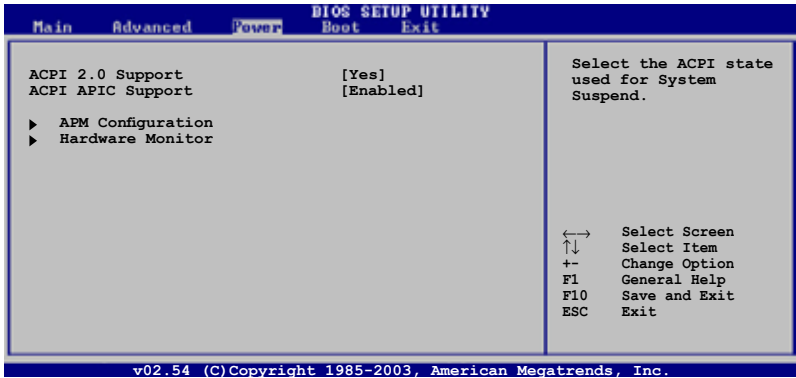 BIOS SETUP UTILITY
Main Advanced Power Boot Exit
ACPI 2.0 Support [Yes]
ACPI APIC Support [Enabled]
APM Configuration
Hardware Monitor
Select the ACPI state
used for System
Suspend.
←→ Select Screen
↑↓ Select Item
+- Change Option
F1 General Help
F10 Save and Exit
ESC Exit
v02.54 (C)Copyright 1985-2003, American Megatrends, Inc.